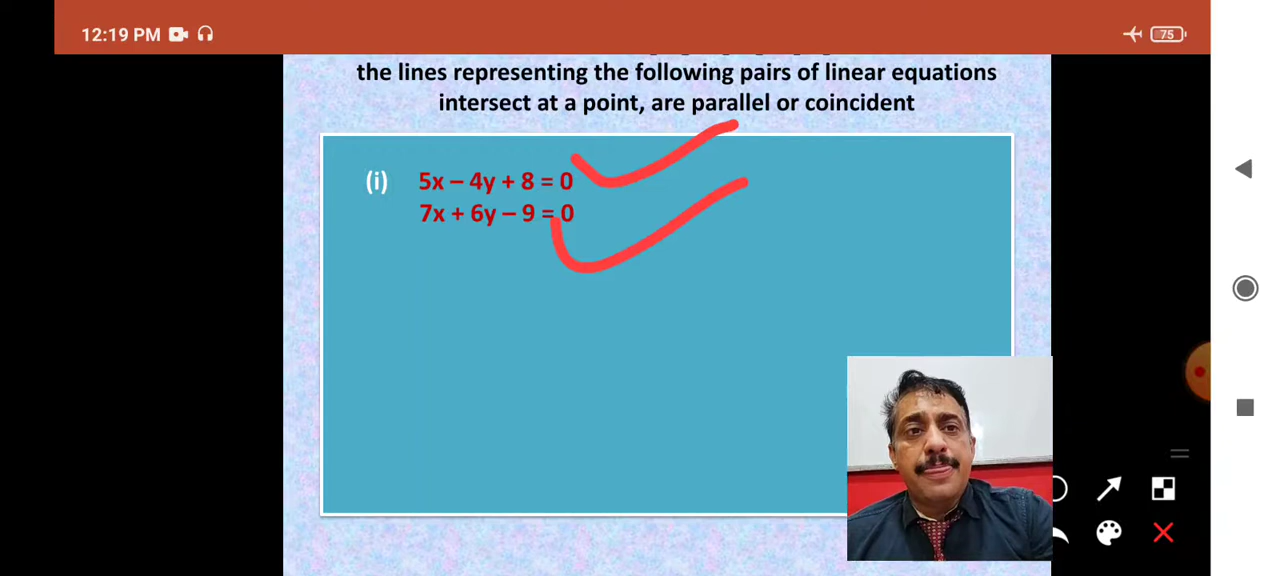 12:19 PM
75
the lines representing the following pairs of linear equations
intersect at a point, are parallel or coincident
(i) 5x – 4y + 8 = 0
7x + 6y – 9 = 0